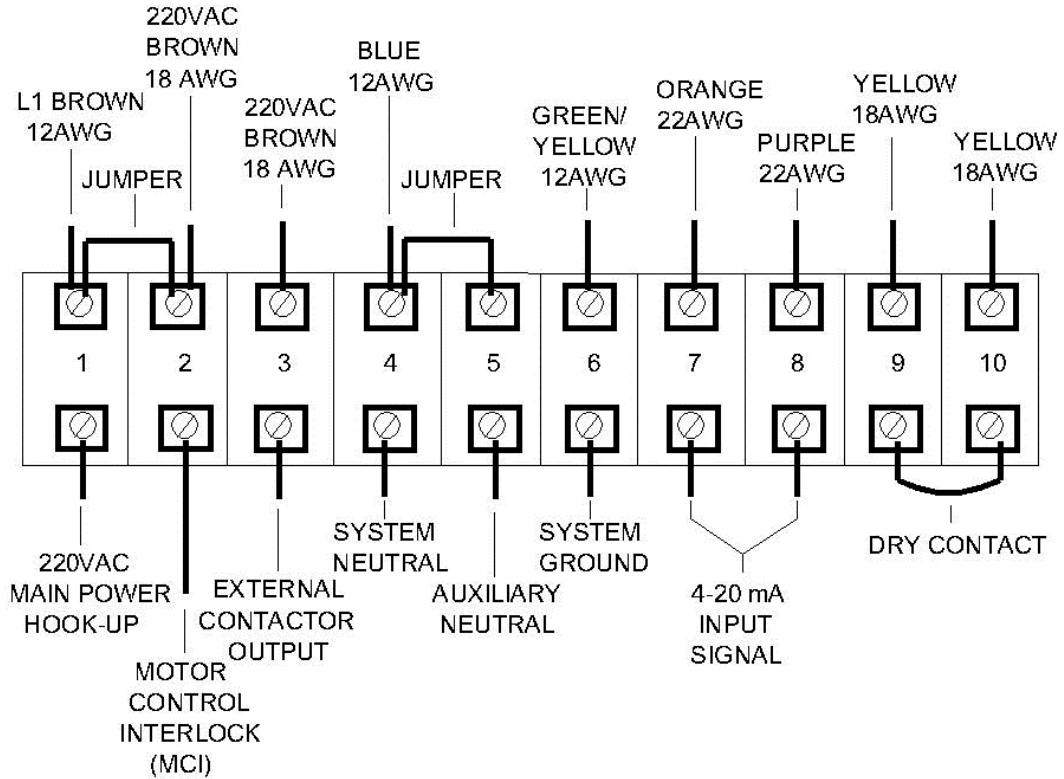 220VAC
BROWN
18 AWG
L1 BROWN
12AWG
JUMPER
220VAC
BROWN
18 AWG
BLUE
12AWG
JUMPER
GREEN/
YELLOW
12AWG
ORANGE
22AWG
PURPLE
22AWG
YELLOW
18AWG
YELLOW
18AWG
1 2 3 4 5 6 7 8 9 10
220VAC
MAIN POWER
HOOK-UP
MOTOR
CONTROL
INTERLOCK
(MCI)
EXTERNAL
CONTACTOR
OUTPUT
SYSTEM
NEUTRAL
AUXILIARY
NEUTRAL
SYSTEM
GROUND
4-20 mA
INPUT
SIGNAL
DRY CONTACT